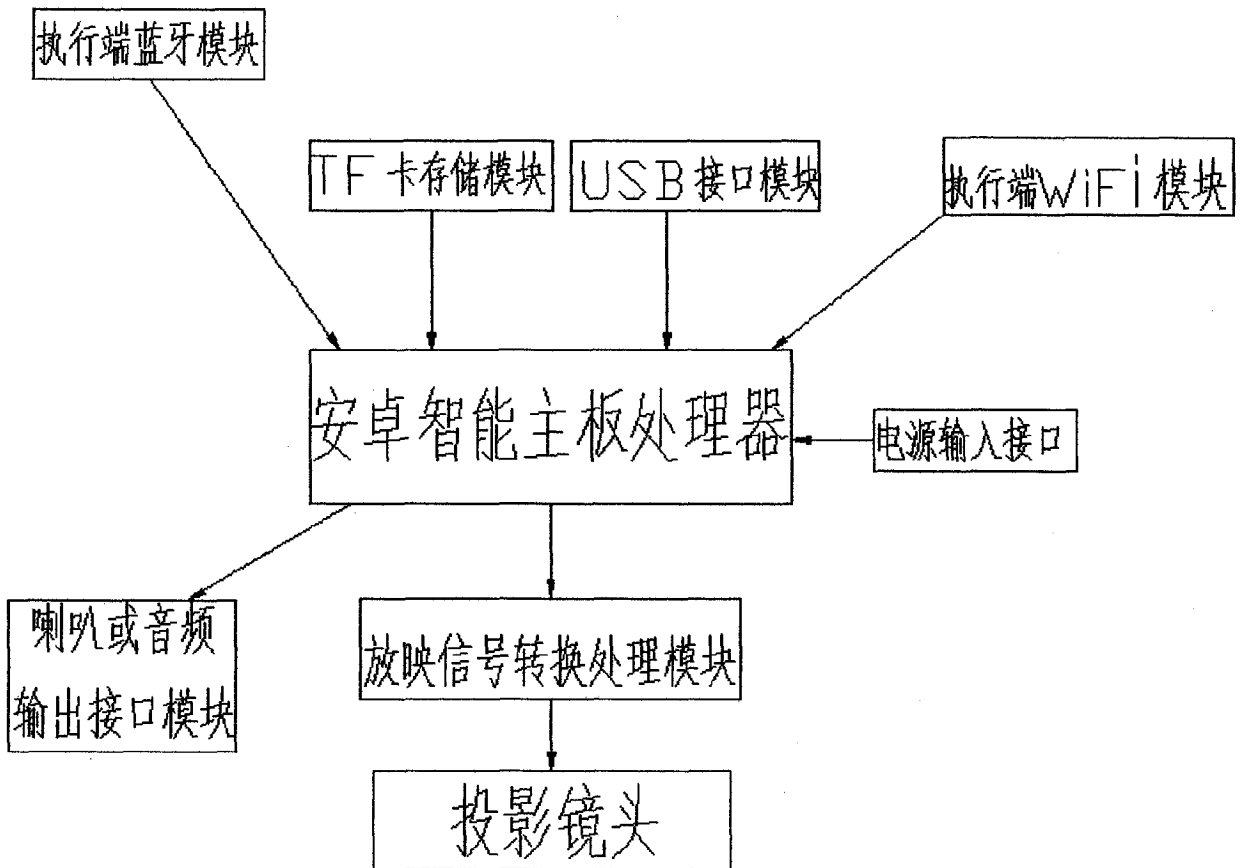 执行端蓝牙模块
TF卡存储模块
USB接口模块
执行端WiFi模块
安卓智能主板处理器
电源输入接口
喇叭或音频
输出接口模块
放映信号转换处理模块
投影镜头